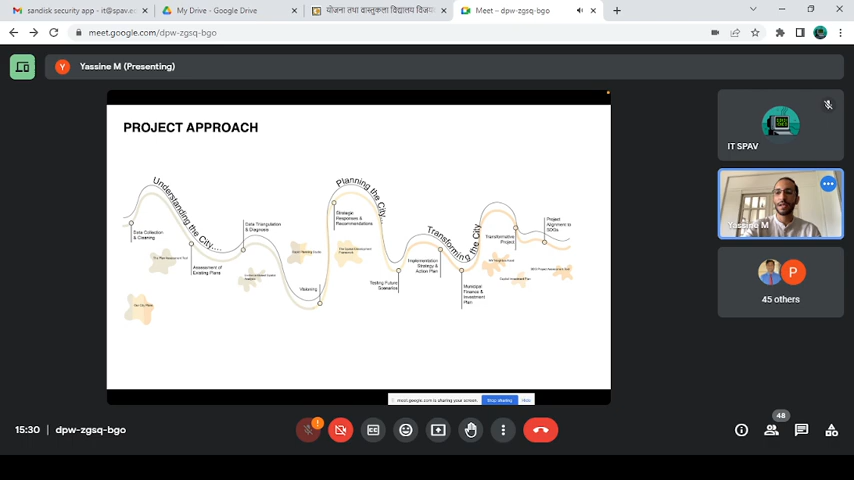 sandisk security app - it@spav.ec
My Drive - Google Drive
योजना तथा वास्तुकला विद्यालय विजय
Meet – dpw-zgsq-bgo
meet.google.com/dpw-zgsq-bgo
Y
Yassine M (Presenting)
PROJECT APPROACH
Understanding the City....
Planning the City...
Transforming the City
Data Collection
& Cleaning
Assessment of
Existing Plans
Data Triangulation
& Diagnosis
Visioning
Strategic
Responses &
Recommendations
Testing Future
Scenarios
Implementation
Strategy &
Action Plan
Municipal
Finance &
Investment
Plan
Transformative
Project
Project
Alignment to
SDGs
meet.google.com is sharing your screen.
Stop sharing
Hide
IT SPAV
Yassine M
P
45 others
15:30
dpw-zgsq-bgo
48